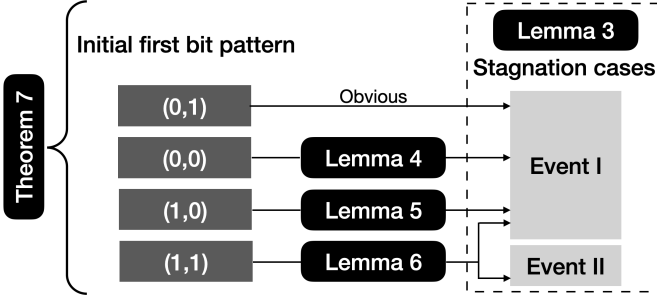 Theorem 7
Initial first bit pattern
Lemma 3
Stagnation cases
(0,1)
Obvious
(0,0)
Lemma 4
Event I
(1,0)
Lemma 5
(1,1)
Lemma 6
Event II